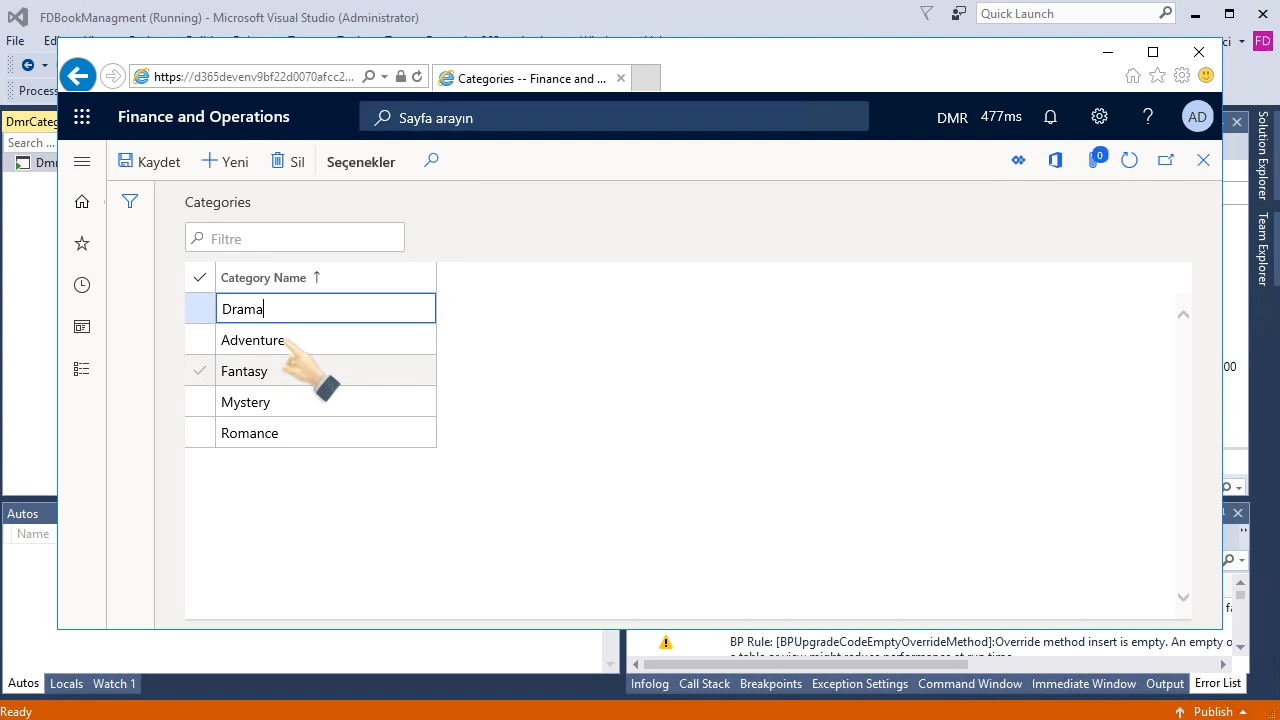 FDBookManagment (Running) - Microsoft Visual Studio (Administrator)
Quick Launch
File
FD
Process
https://d365devenv9bf22d0070afcc2...
Categories -- Finance and ...
DmrCateg
Finance and Operations
Sayfa arayın
DMR
477ms
AD
Search ...
Kaydet
Yeni
Sil
Seçenekler
0
Categories
Filtre
Category Name
Drama
Adventure
Fantasy
Mystery
Romance
Solution Explorer
Team Explorer
00
Autos
Name
BP Rule: [BPUpgradeCodeEmptyOverrideMethod]:Override method insert is empty. An empty o
Autos
Locals
Watch 1
Infolog
Call Stack
Breakpoints
Exception Settings
Command Window
Immediate Window
Output
Error List
Ready
Publish